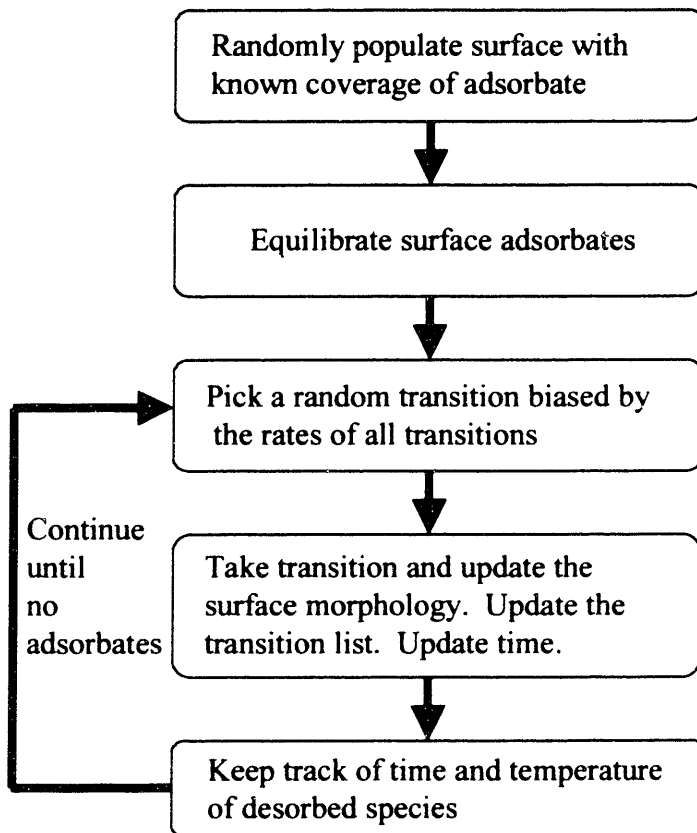 Randomly populate surface with
known coverage of adsorbate
Equilibrate surface adsorbates
Pick a random transition biased by
the rates of all transitions
Continue
until
no
adsorbates
Take transition and update the
surface morphology. Update the
transition list. Update time.
Keep track of time and temperature
of desorbed species